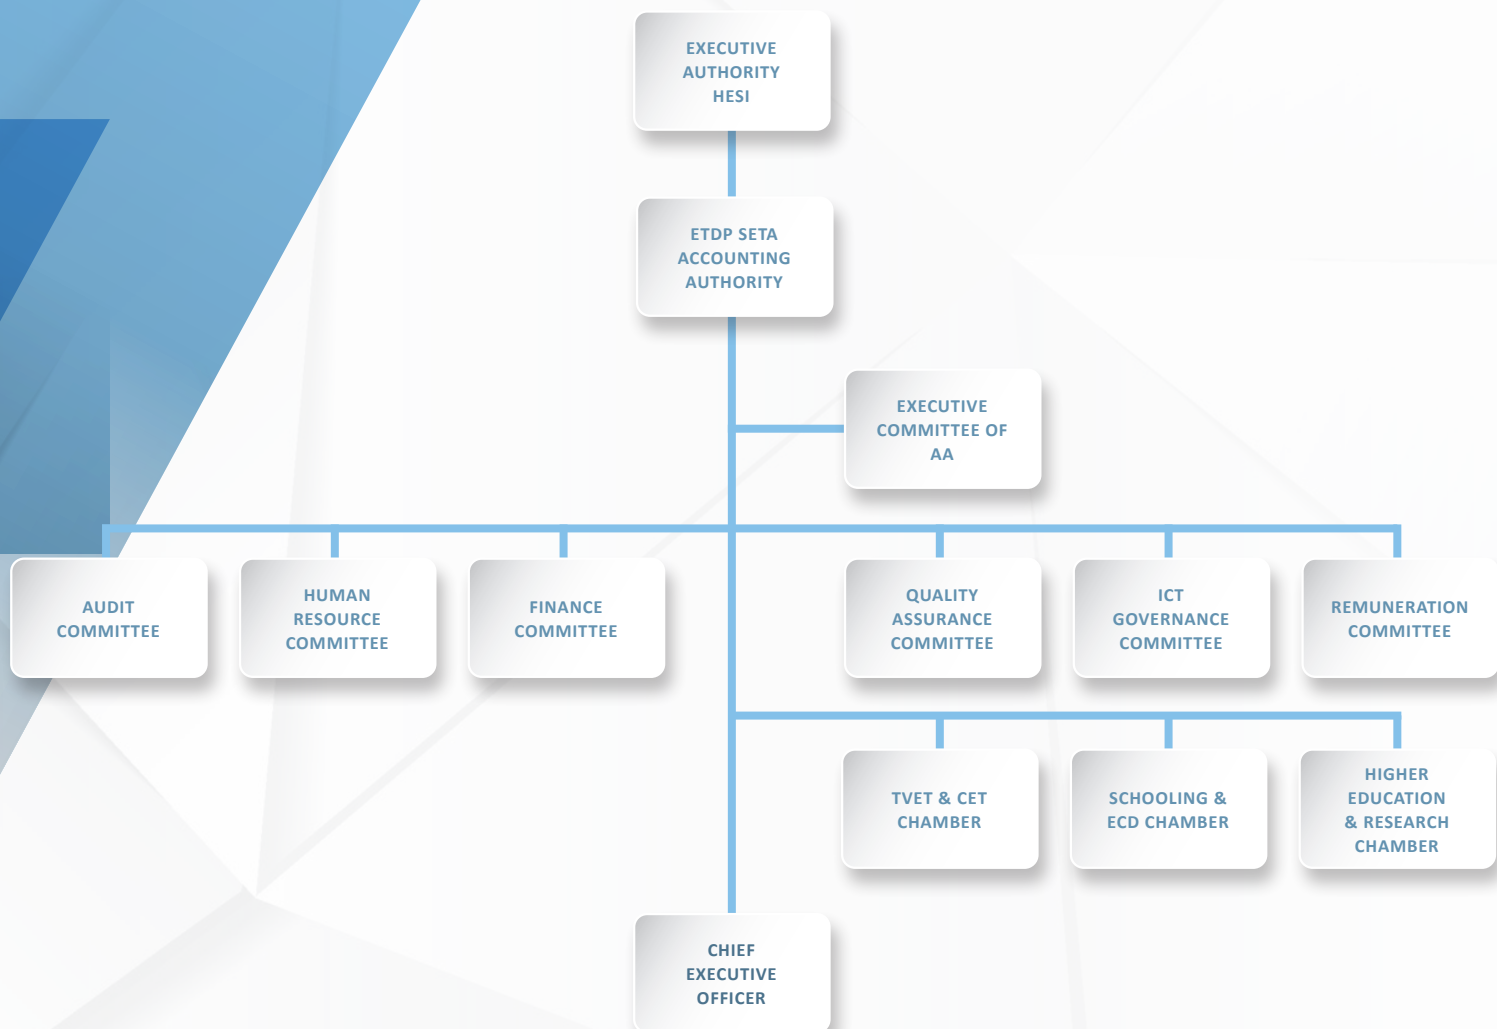 EXECUTIVE
AUTHORITY
HESI
ETDP SETA
ACCOUNTING
AUTHORITY
EXECUTIVE
COMMITTEE OF
AA
AUDIT
COMMITTEE
HUMAN
RESOURCE
COMMITTEE
FINANCE
COMMITTEE
QUALITY
ASSURANCE
COMMITTEE
ICT
GOVERNANCE
COMMITTEE
REMUNERATION
COMMITTEE
TVET & CET
CHAMBER
SCHOOLING &
ECD CHAMBER
HIGHER
EDUCATION
& RESEARCH
CHAMBER
CHIEF
EXECUTIVE
OFFICER